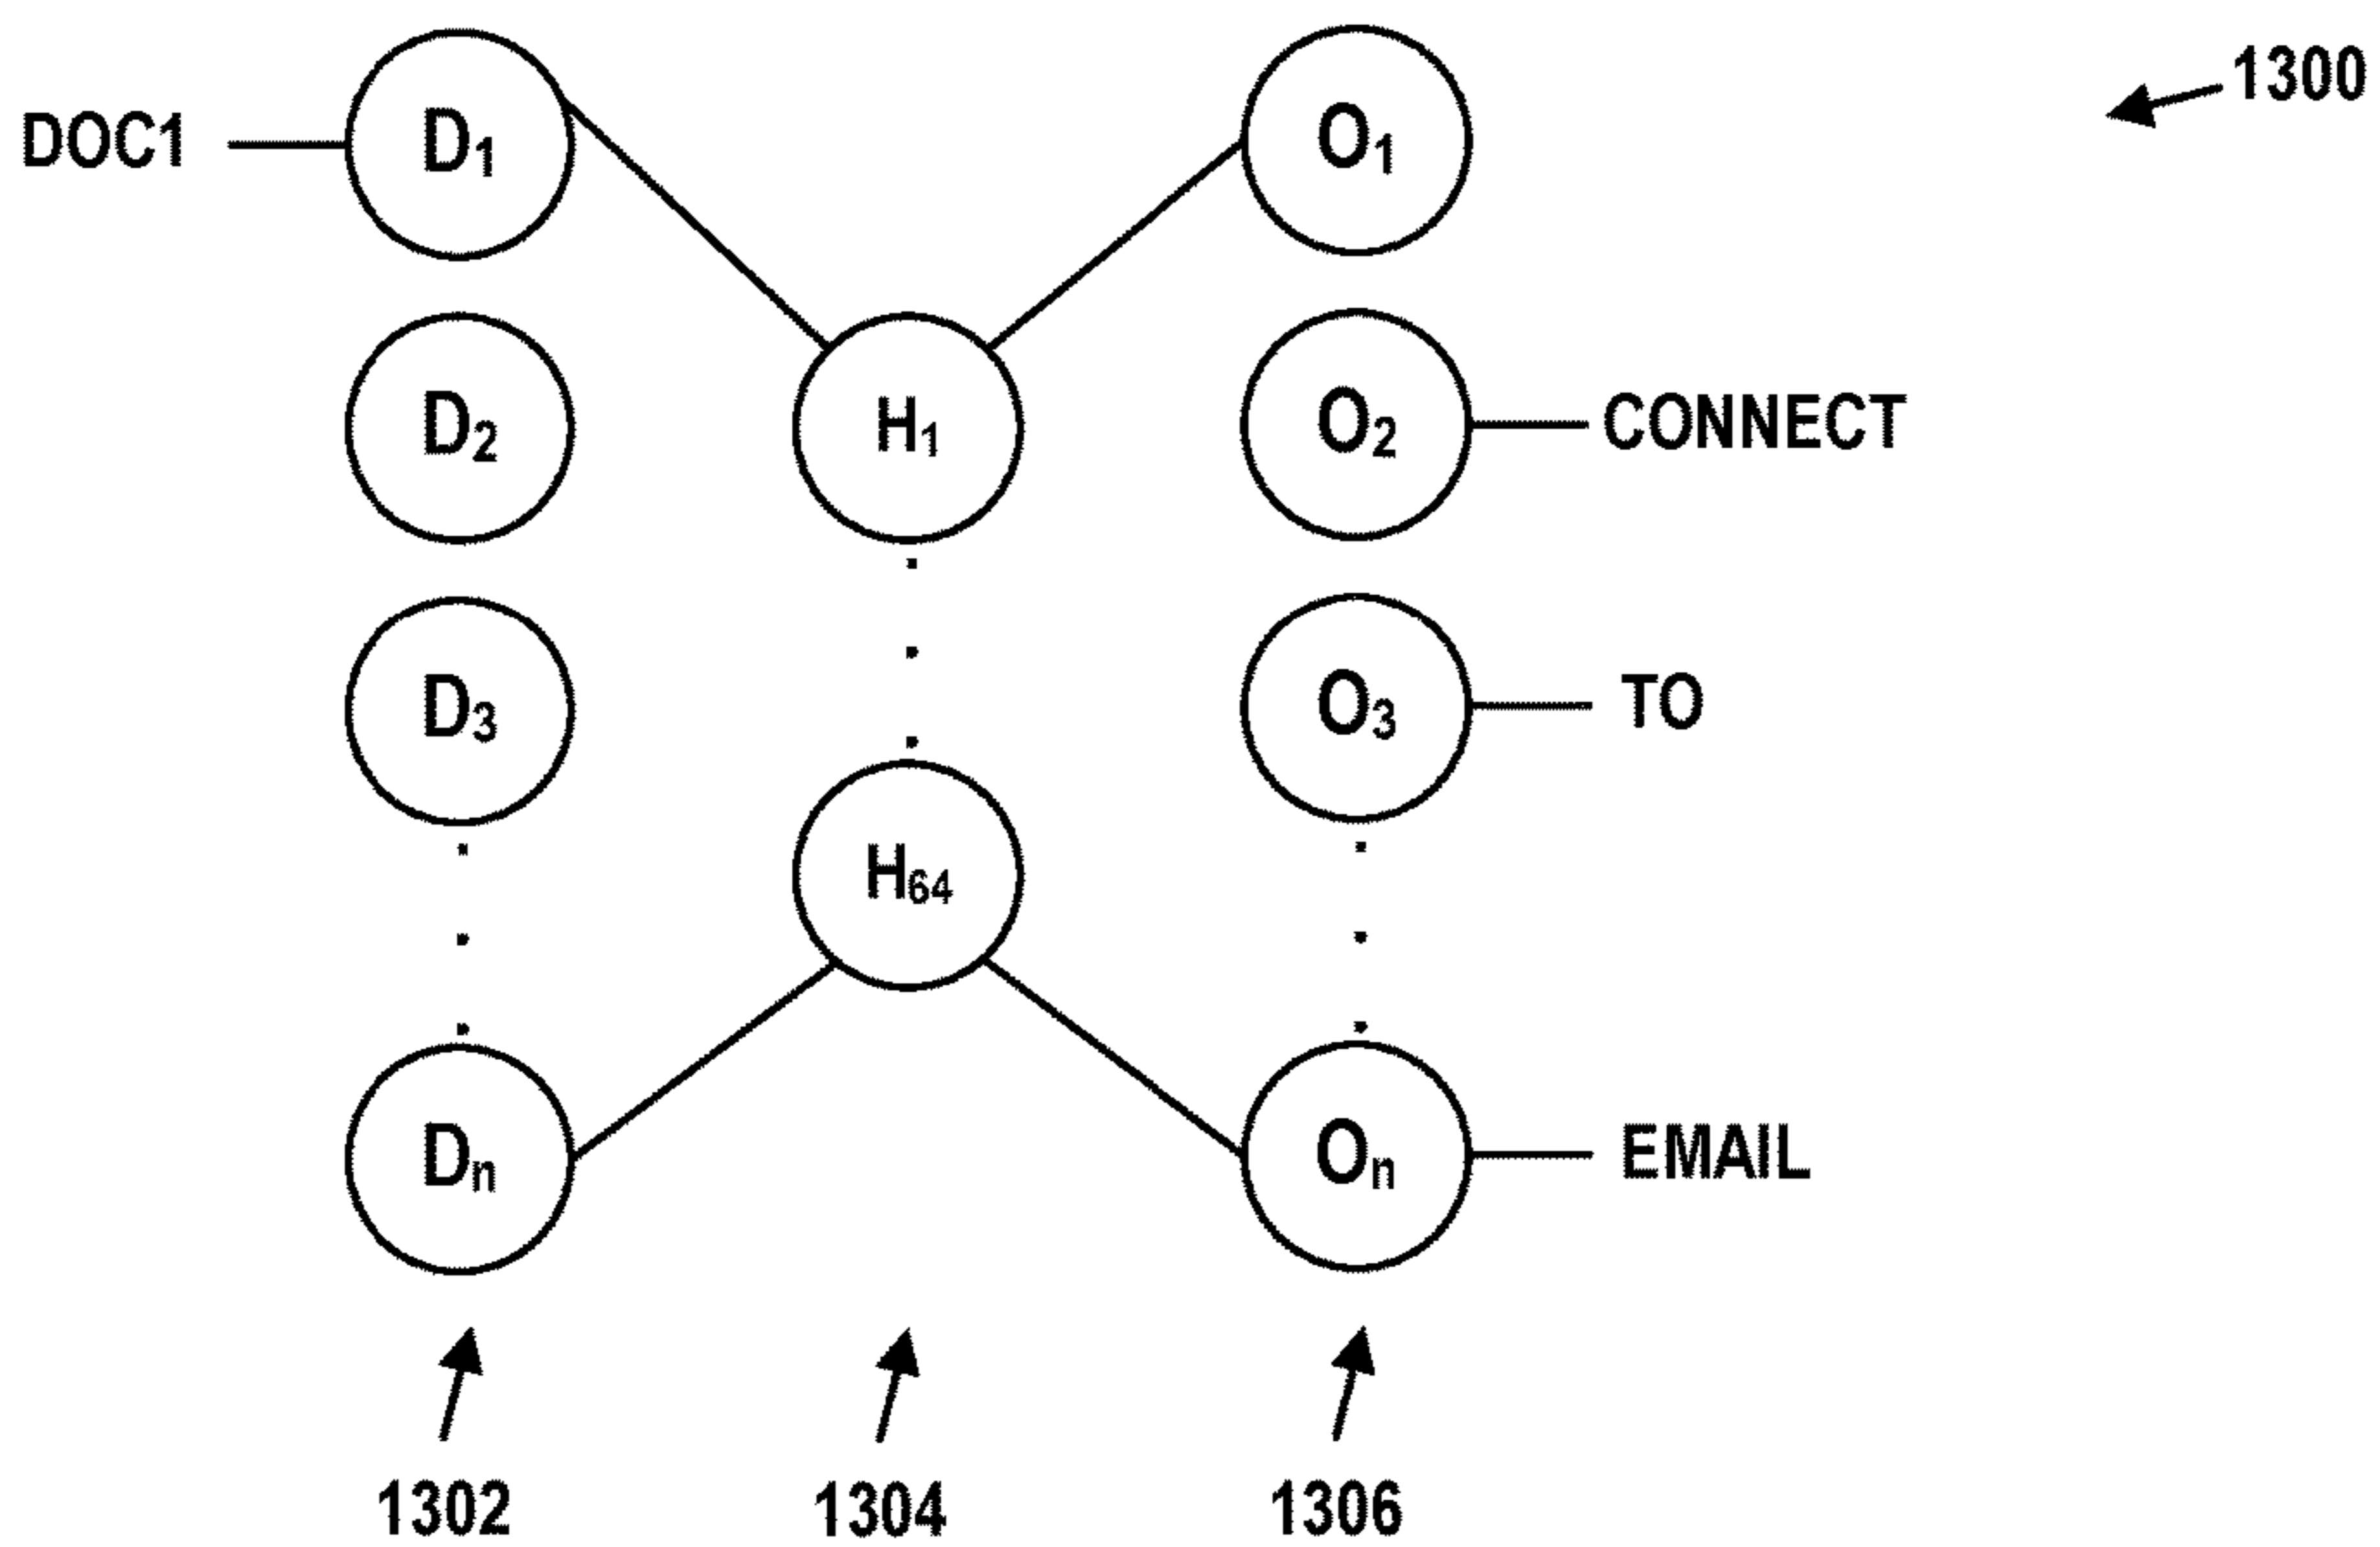 1300
DOC1 D1 O1
D2 H1 O2 CONNECT
D3 O3 TO
H64
Dn On EMAIL
1302 1304 1306